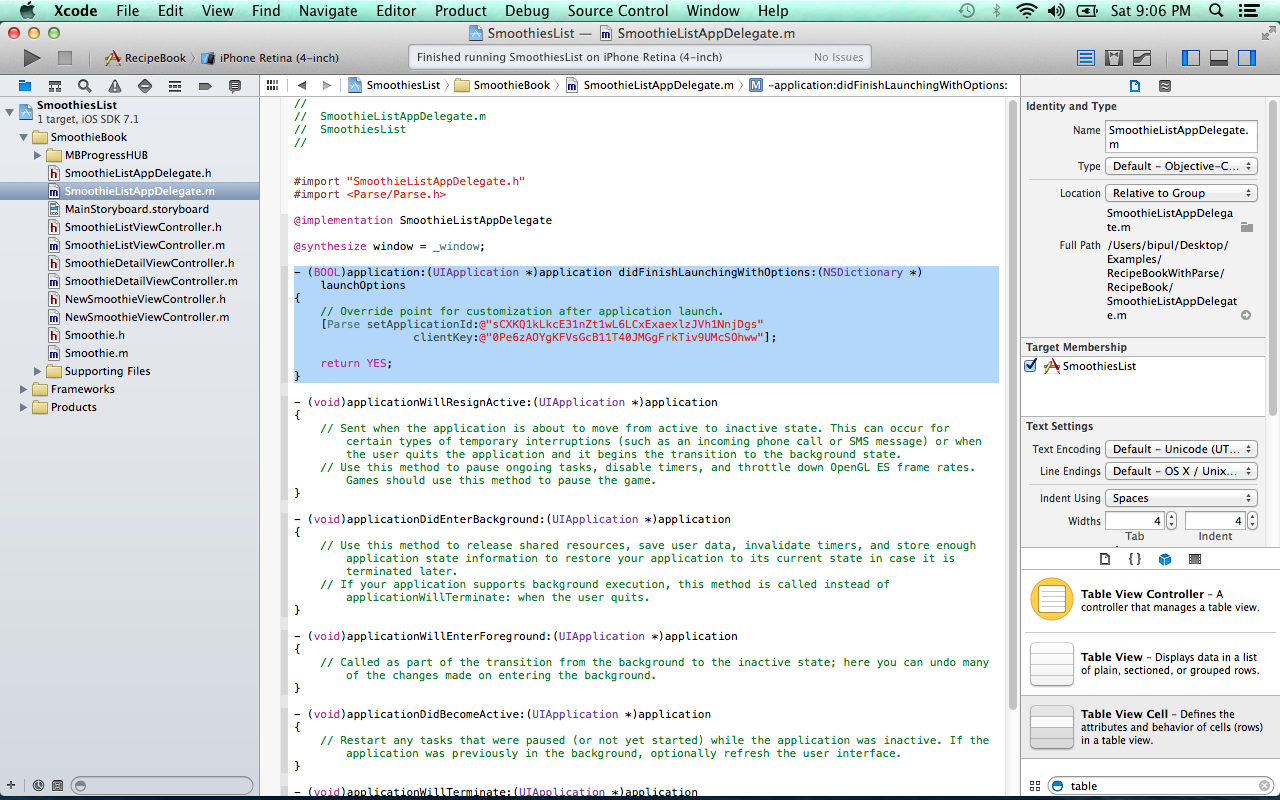 Xcode File Edit View Find Navigate Editor Product Debug Source Control Window Help Sat 9:06 PM
SmoothiesList — SmoothieListAppDelegate.m
RecipeBook iPhone Retina (4-inch)
Finished running SmoothiesList on iPhone Retina (4-inch) No Issues
SmoothiesList SmoothieBook SmoothieListAppDelegate.m -application:didFinishLaunchingWithOptions:
SmoothiesList
1 target, iOS SDK 7.1
SmoothieBook
MBProgressHUB
SmoothieListAppDelegate.h
SmoothieListAppDelegate.m
MainStoryboard.storyboard
SmoothieListViewController.h
SmoothieListViewController.m
SmoothieDetailViewController.h
SmoothieDetailViewController.m
NewSmoothieViewController.h
NewSmoothieViewController.m
Smoothie.h
Smoothie.m
Supporting Files
Frameworks
Products
//
// SmoothieListAppDelegate.m
// SmoothiesList
//
#import "SmoothieListAppDelegate.h"
#import <Parse/Parse.h>
@implementation SmoothieListAppDelegate
@synthesize window = _window;
- (BOOL)application:(UIApplication *)application didFinishLaunchingWithOptions:(NSDictionary *)
launchOptions
{
// Override point for customization after application launch.
[Parse setApplicationId:@"sCXKQ1kLkcE31nZt1wL6LCxExaexlzJVh1NnjDgs"
clientKey:@"0Pe6zAOYgKFVsGcB11T40JMGgFrkTiv9UMcSOhww"];
return YES;
}
- (void)applicationWillResignActive:(UIApplication *)application
{
// Sent when the application is about to move from active to inactive state. This can occur for
certain types of temporary interruptions (such as an incoming phone call or SMS message) or when
the user quits the application and it begins the transition to the background state.
// Use this method to pause ongoing tasks, disable timers, and throttle down OpenGL ES frame rates.
Games should use this method to pause the game.
}
- (void)applicationDidEnterBackground:(UIApplication *)application
{
// Use this method to release shared resources, save user data, invalidate timers, and store enough
application state information to restore your application to its current state in case it is
terminated later.
// If your application supports background execution, this method is called instead of
applicationWillTerminate: when the user quits.
}
- (void)applicationWillEnterForeground:(UIApplication *)application
{
// Called as part of the transition from the background to the inactive state; here you can undo many
of the changes made on entering the background.
}
- (void)applicationDidBecomeActive:(UIApplication *)application
{
// Restart any tasks that were paused (or not yet started) while the application was inactive. If the
application was previously in the background, optionally refresh the user interface.
}
- (void)applicationWillTerminate:(UIApplication *)application
Identity and Type
Name SmoothieListAppDelegate.
m
Type Default - Objective-C...
Location Relative to Group
SmoothieListAppDelega
te.m
Full Path /Users/bipul/Desktop/
Examples/
RecipeBookWithParse/
RecipeBook/
SmoothieListAppDelegat
e.m
Target Membership
SmoothiesList
Text Settings
Text Encoding Default - Unicode (UT...
Line Endings Default - OS X / Unix...
Indent Using Spaces
Widths 4 4
Tab Indent
{ }
Table View Controller - A
controller that manages a table view.
Table View - Displays data in a list
of plain, sectioned, or grouped rows.
Table View Cell - Defines the
attributes and behavior of cells (rows)
in a table view.
table